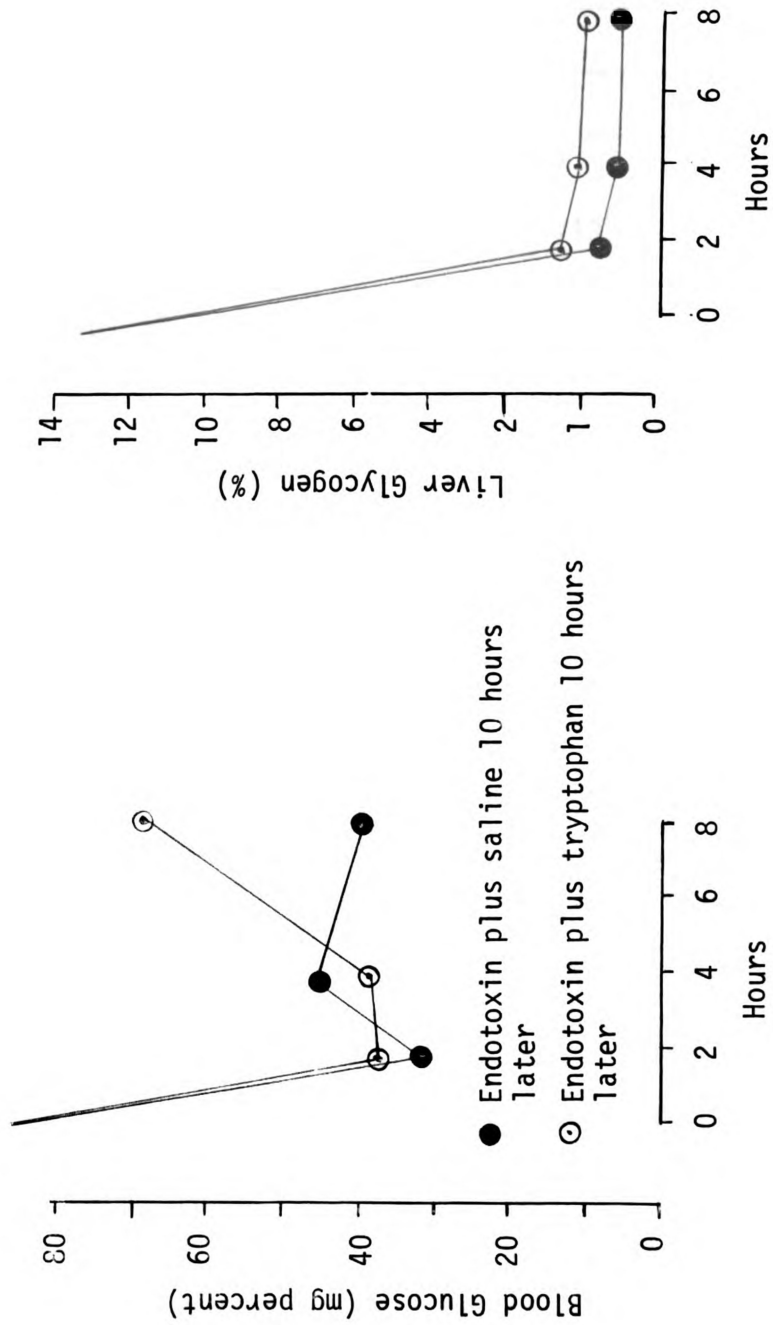 Blood Glucose (mg percent)
80
60
40
20
0
0 2 4 6 8
Hours
● Endotoxin plus saline 10 hours
later
⊙ Endotoxin plus tryptophan 10 hours
later
Liver Glycogen (%)
14
12
10
8
6
4
2
1
0
0 2 4 6 8
Hours